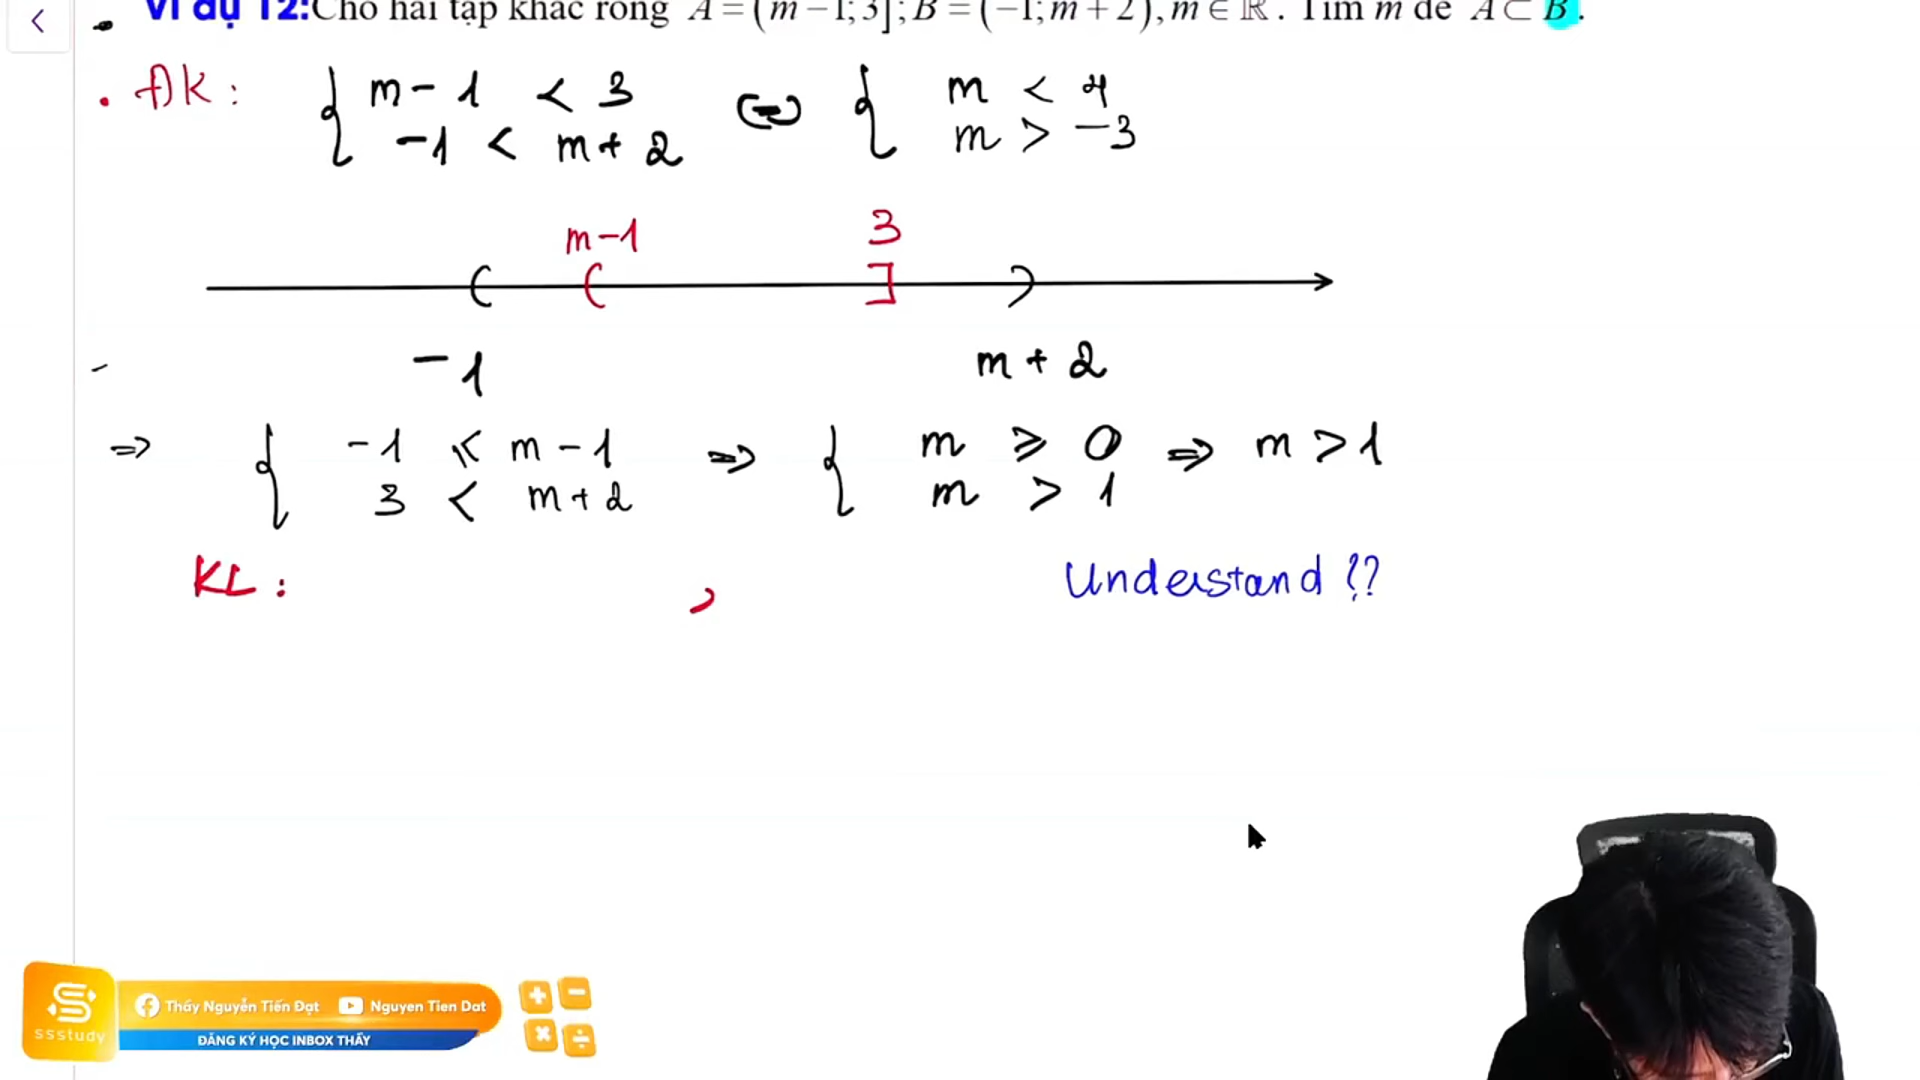 Ví dụ 12: Cho hai tập khác rỗng A = (m − 1; 3]; B = (−1; m + 2), m ∈ ℝ. Tìm m để A ⊂ B.
ĐK: { m - 1 < 3 ⇔ { m < 4
-1 < m + 2 m > -3
m - 1 3
( ( ] )
-1 m + 2
⇒ { -1 ≤ m - 1 ⇒ { m ≥ 0 ⇒ m > 1
3 < m + 2 m > 1
KL: , Understand !??
ssstudy
Thầy Nguyễn Tiến Đạt Nguyen Tien Dat
ĐĂNG KÝ HỌC INBOX THẦY